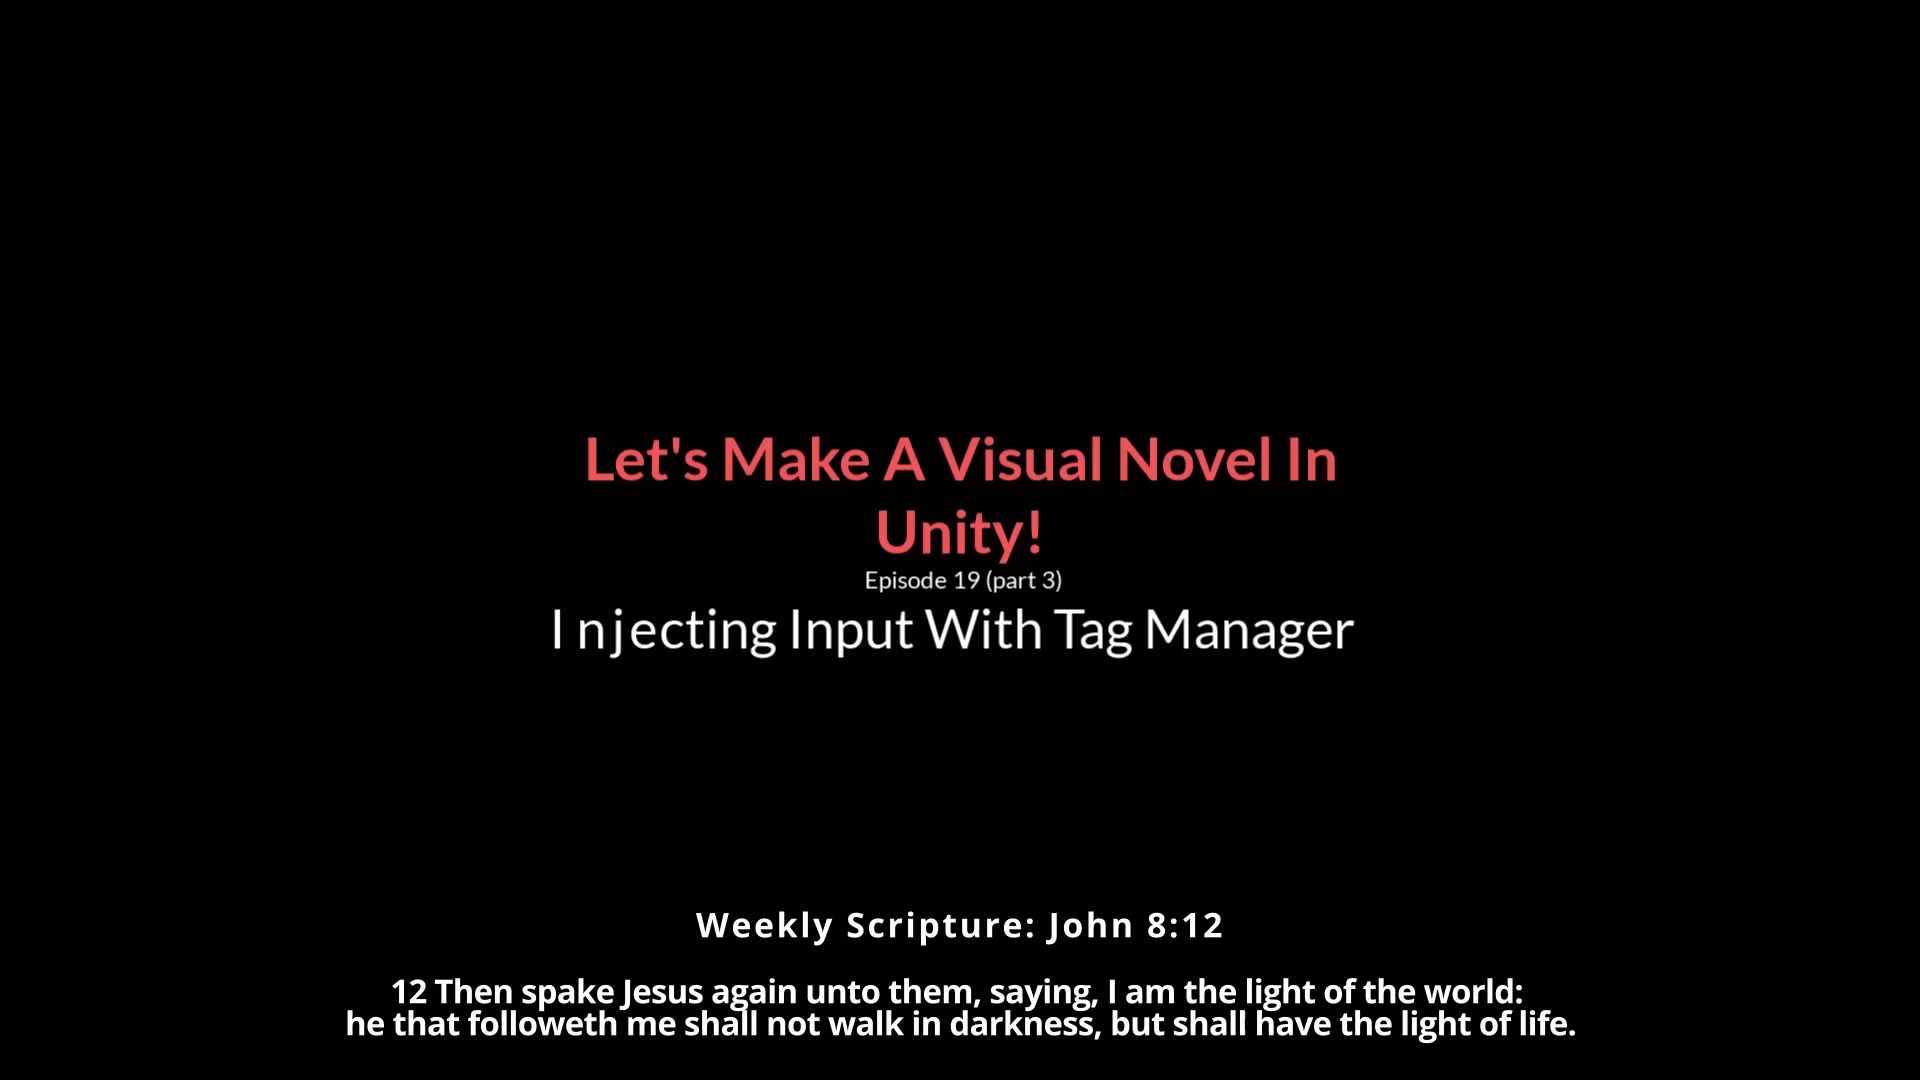 Let's Make A Visual Novel In
Unity!
Episode 19 (part 3)
Injecting Input With Tag Manager
Weekly Scripture: John 8:12
12 Then spake Jesus again unto them, saying, I am the light of the world:
he that followeth me shall not walk in darkness, but shall have the light of life.